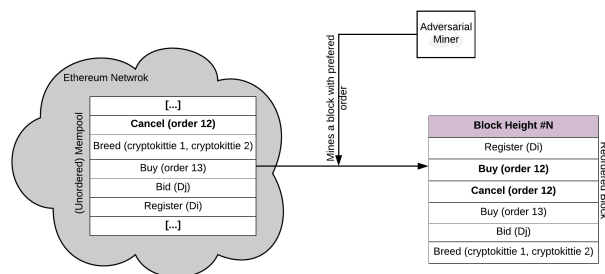 Adversarial
Miner
Ethereum Netwrok
Mines a block with prefered
order
(Unordered) Mempool
[...]
Cancel (order 12)
Breed (cryptokittie 1, cryptokittie 2)
Buy (order 13)
Bid (Dj)
Register (Di)
[...]
Block Height #N
Register (Di)
Buy (order 12)
Cancel (order 12)
Buy (order 13)
Bid (Dj)
Breed (cryptokittie 1, cryptokittie 2)
Block